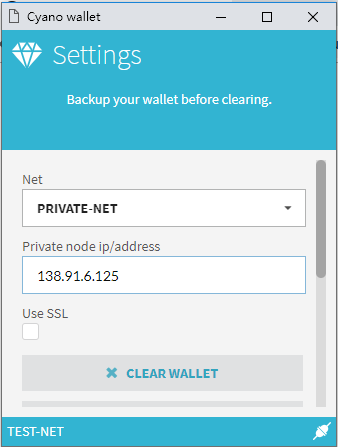 Cyano wallet
Settings
Backup your wallet before clearing.
Net
PRIVATE-NET
Private node ip/address
138.91.6.125
Use SSL
CLEAR WALLET
TEST-NET